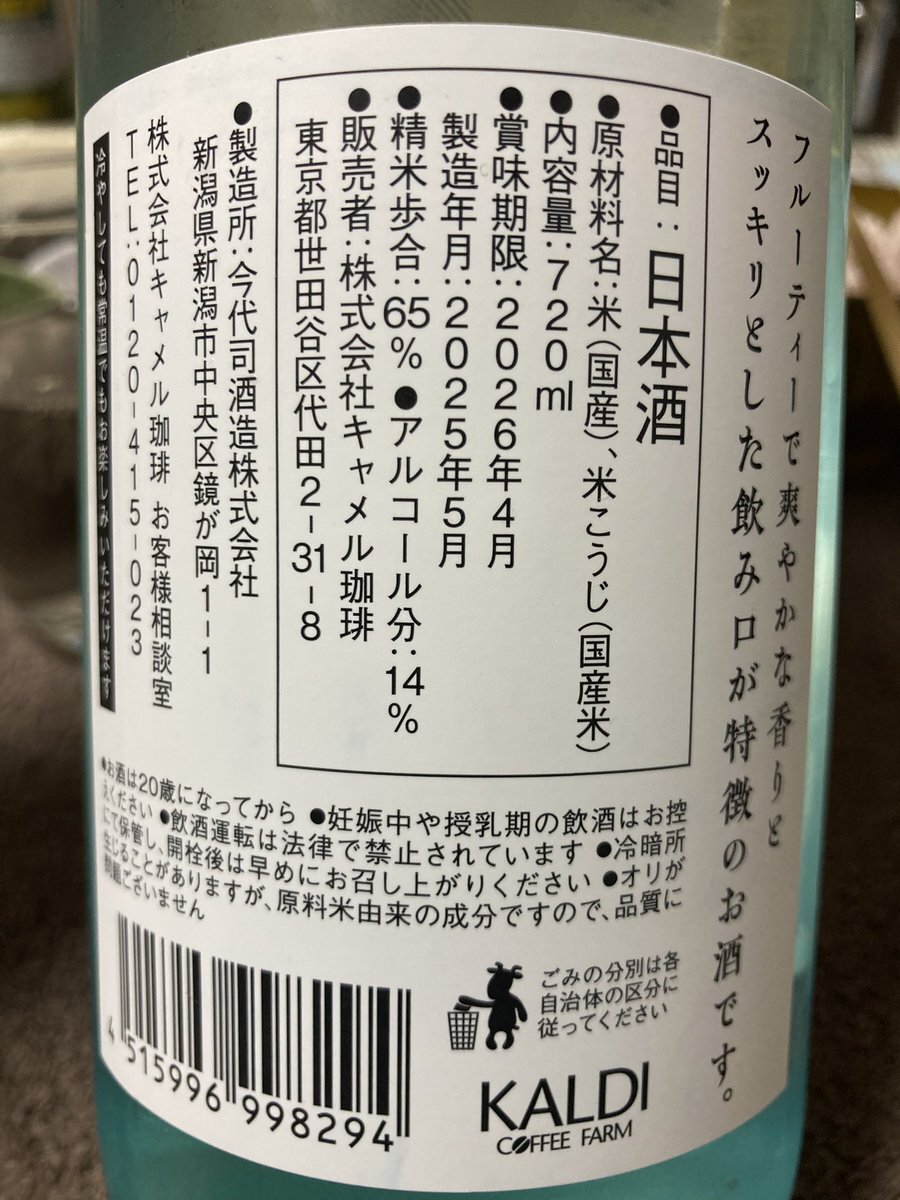 フルーティーで爽やかな香りと
スッキリとした飲み口が特徴のお酒です。
●品目：日本酒
●原材料名：米（国産）、米こうじ（国産米）
●内容量：720ml
●賞味期限：2026年4月
製造年月：2025年5月
●精米歩合：65％ ●アルコール分：14％
●販売者：株式会社キャメル珈琲
東京都世田谷区代田2-31-8
●製造所：今代司酒造株式会社
新潟県新潟市中央区鏡が岡1-1
株式会社キャメル珈琲 お客様相談室
TEL：0120-415-023
冷やしても常温でもお楽しみいただけます
●お酒は20歳になってから ●妊娠中や授乳期の飲酒はお控
えください ●飲酒運転は法律で禁止されています ●冷暗所
にて保管し、開栓後は早めにお召し上がりください ●オリが
生じることがありますが、原料米由来の成分ですので、品質に
問題ございません
ごみの分別は各
自治体の区分に
従ってください
4 515996 998294
KALDI
COFFEE FARM